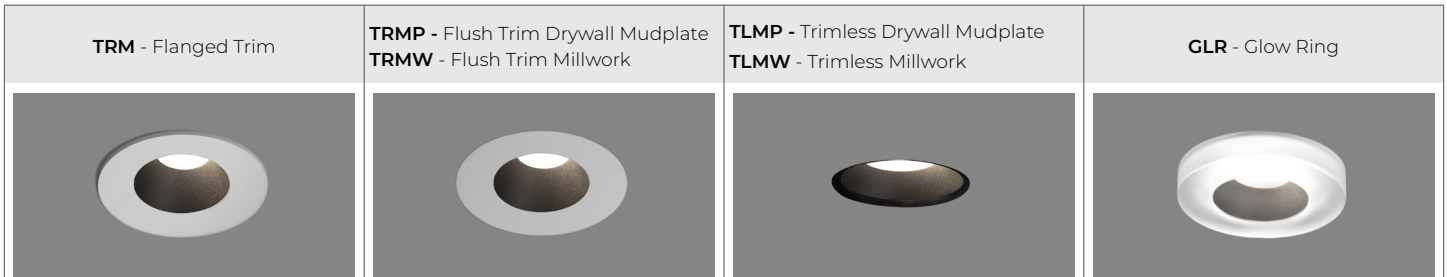 TRM - Flanged Trim
TRMP - Flush Trim Drywall Mudplate
TRMW - Flush Trim Millwork
TLMP - Trimless Drywall Mudplate
TLMW - Trimless Millwork
GLR - Glow Ring